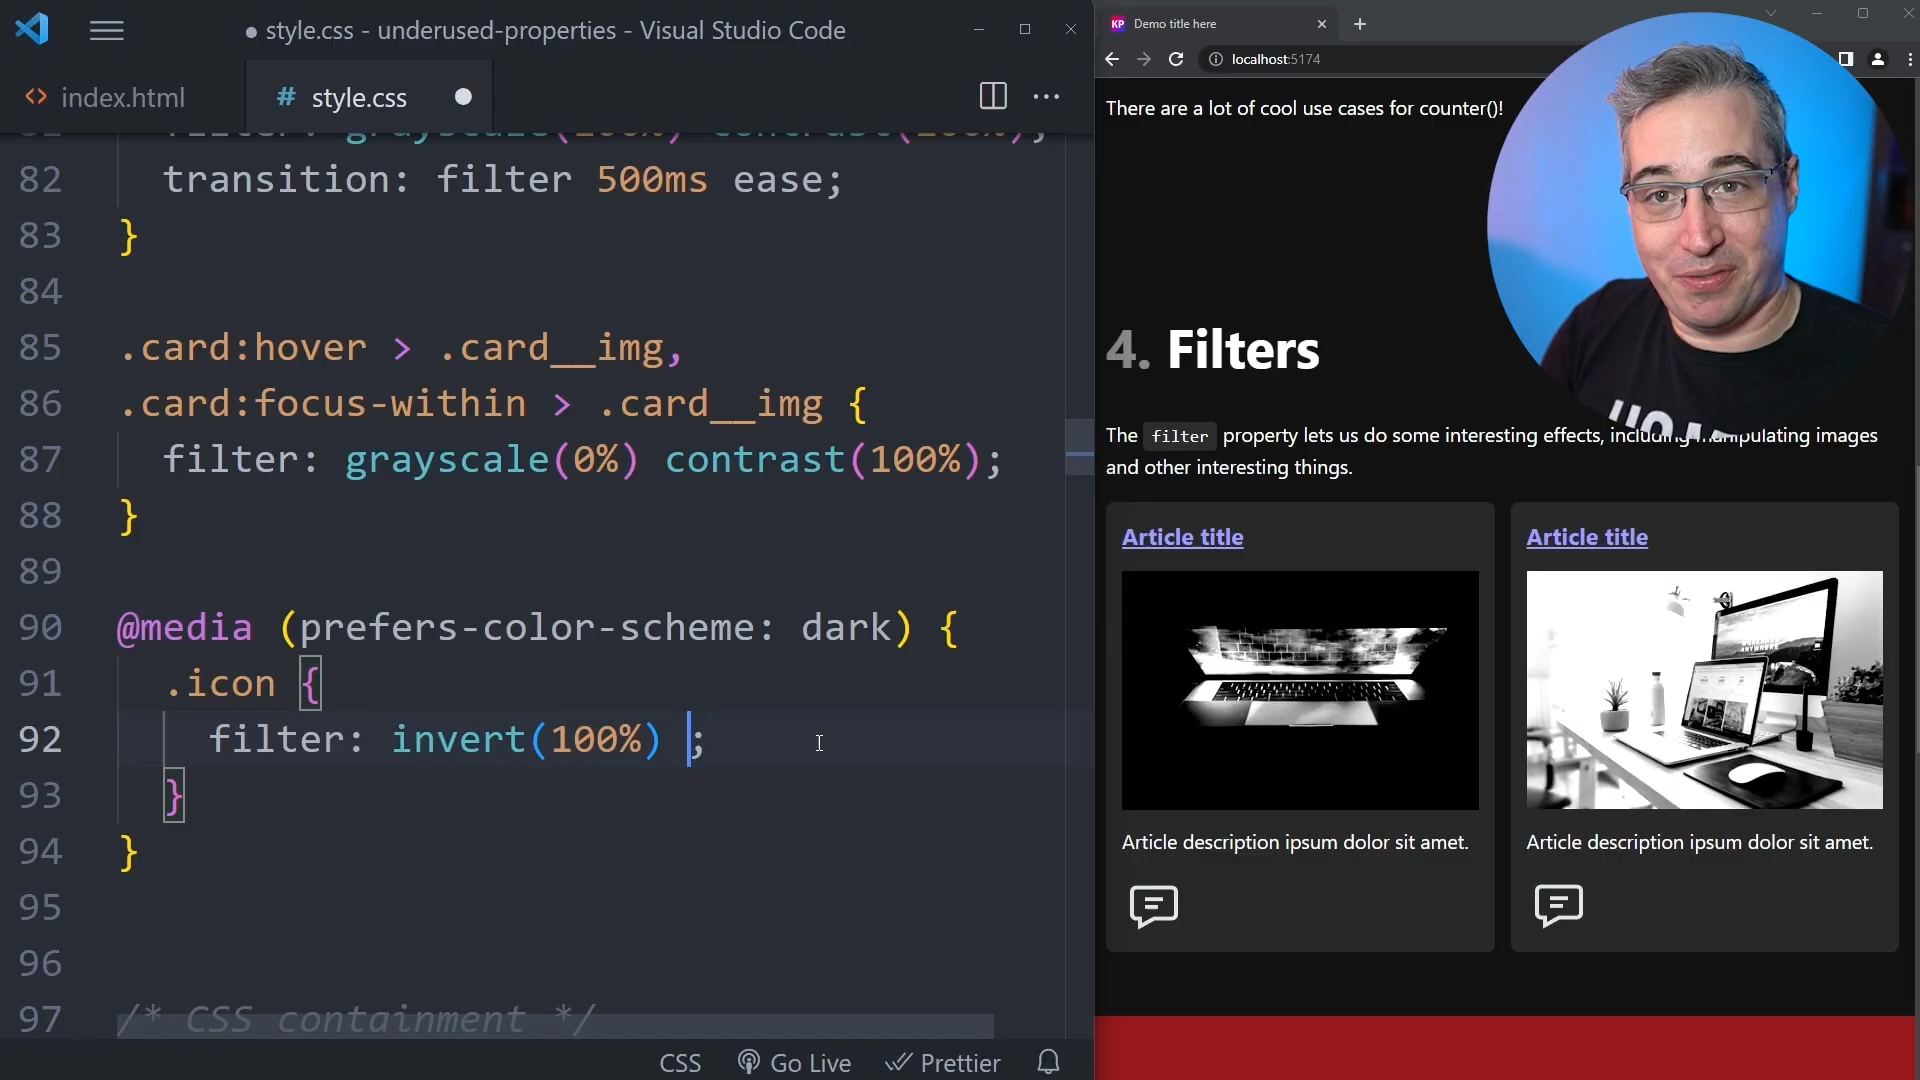 style.css - underused-properties - Visual Studio Code
index.html
# style.css
82 transition: filter 500ms ease;
83 }
84
85 .card:hover > .card__img,
86 .card:focus-within > .card__img {
87 filter: grayscale(0%) contrast(100%);
88 }
89
90 @media (prefers-color-scheme: dark) {
91 .icon {
92 filter: invert(100%) ;
93 }
94 }
95
96
97 /* CSS containment */
CSS Go Live Prettier
KP Demo title here
localhost:5174
There are a lot of cool use cases for counter()!
4. Filters
The filter property lets us do some interesting effects, including manipulating images
and other interesting things.
Article title
Article description ipsum dolor sit amet.
Article title
Article description ipsum dolor sit amet.